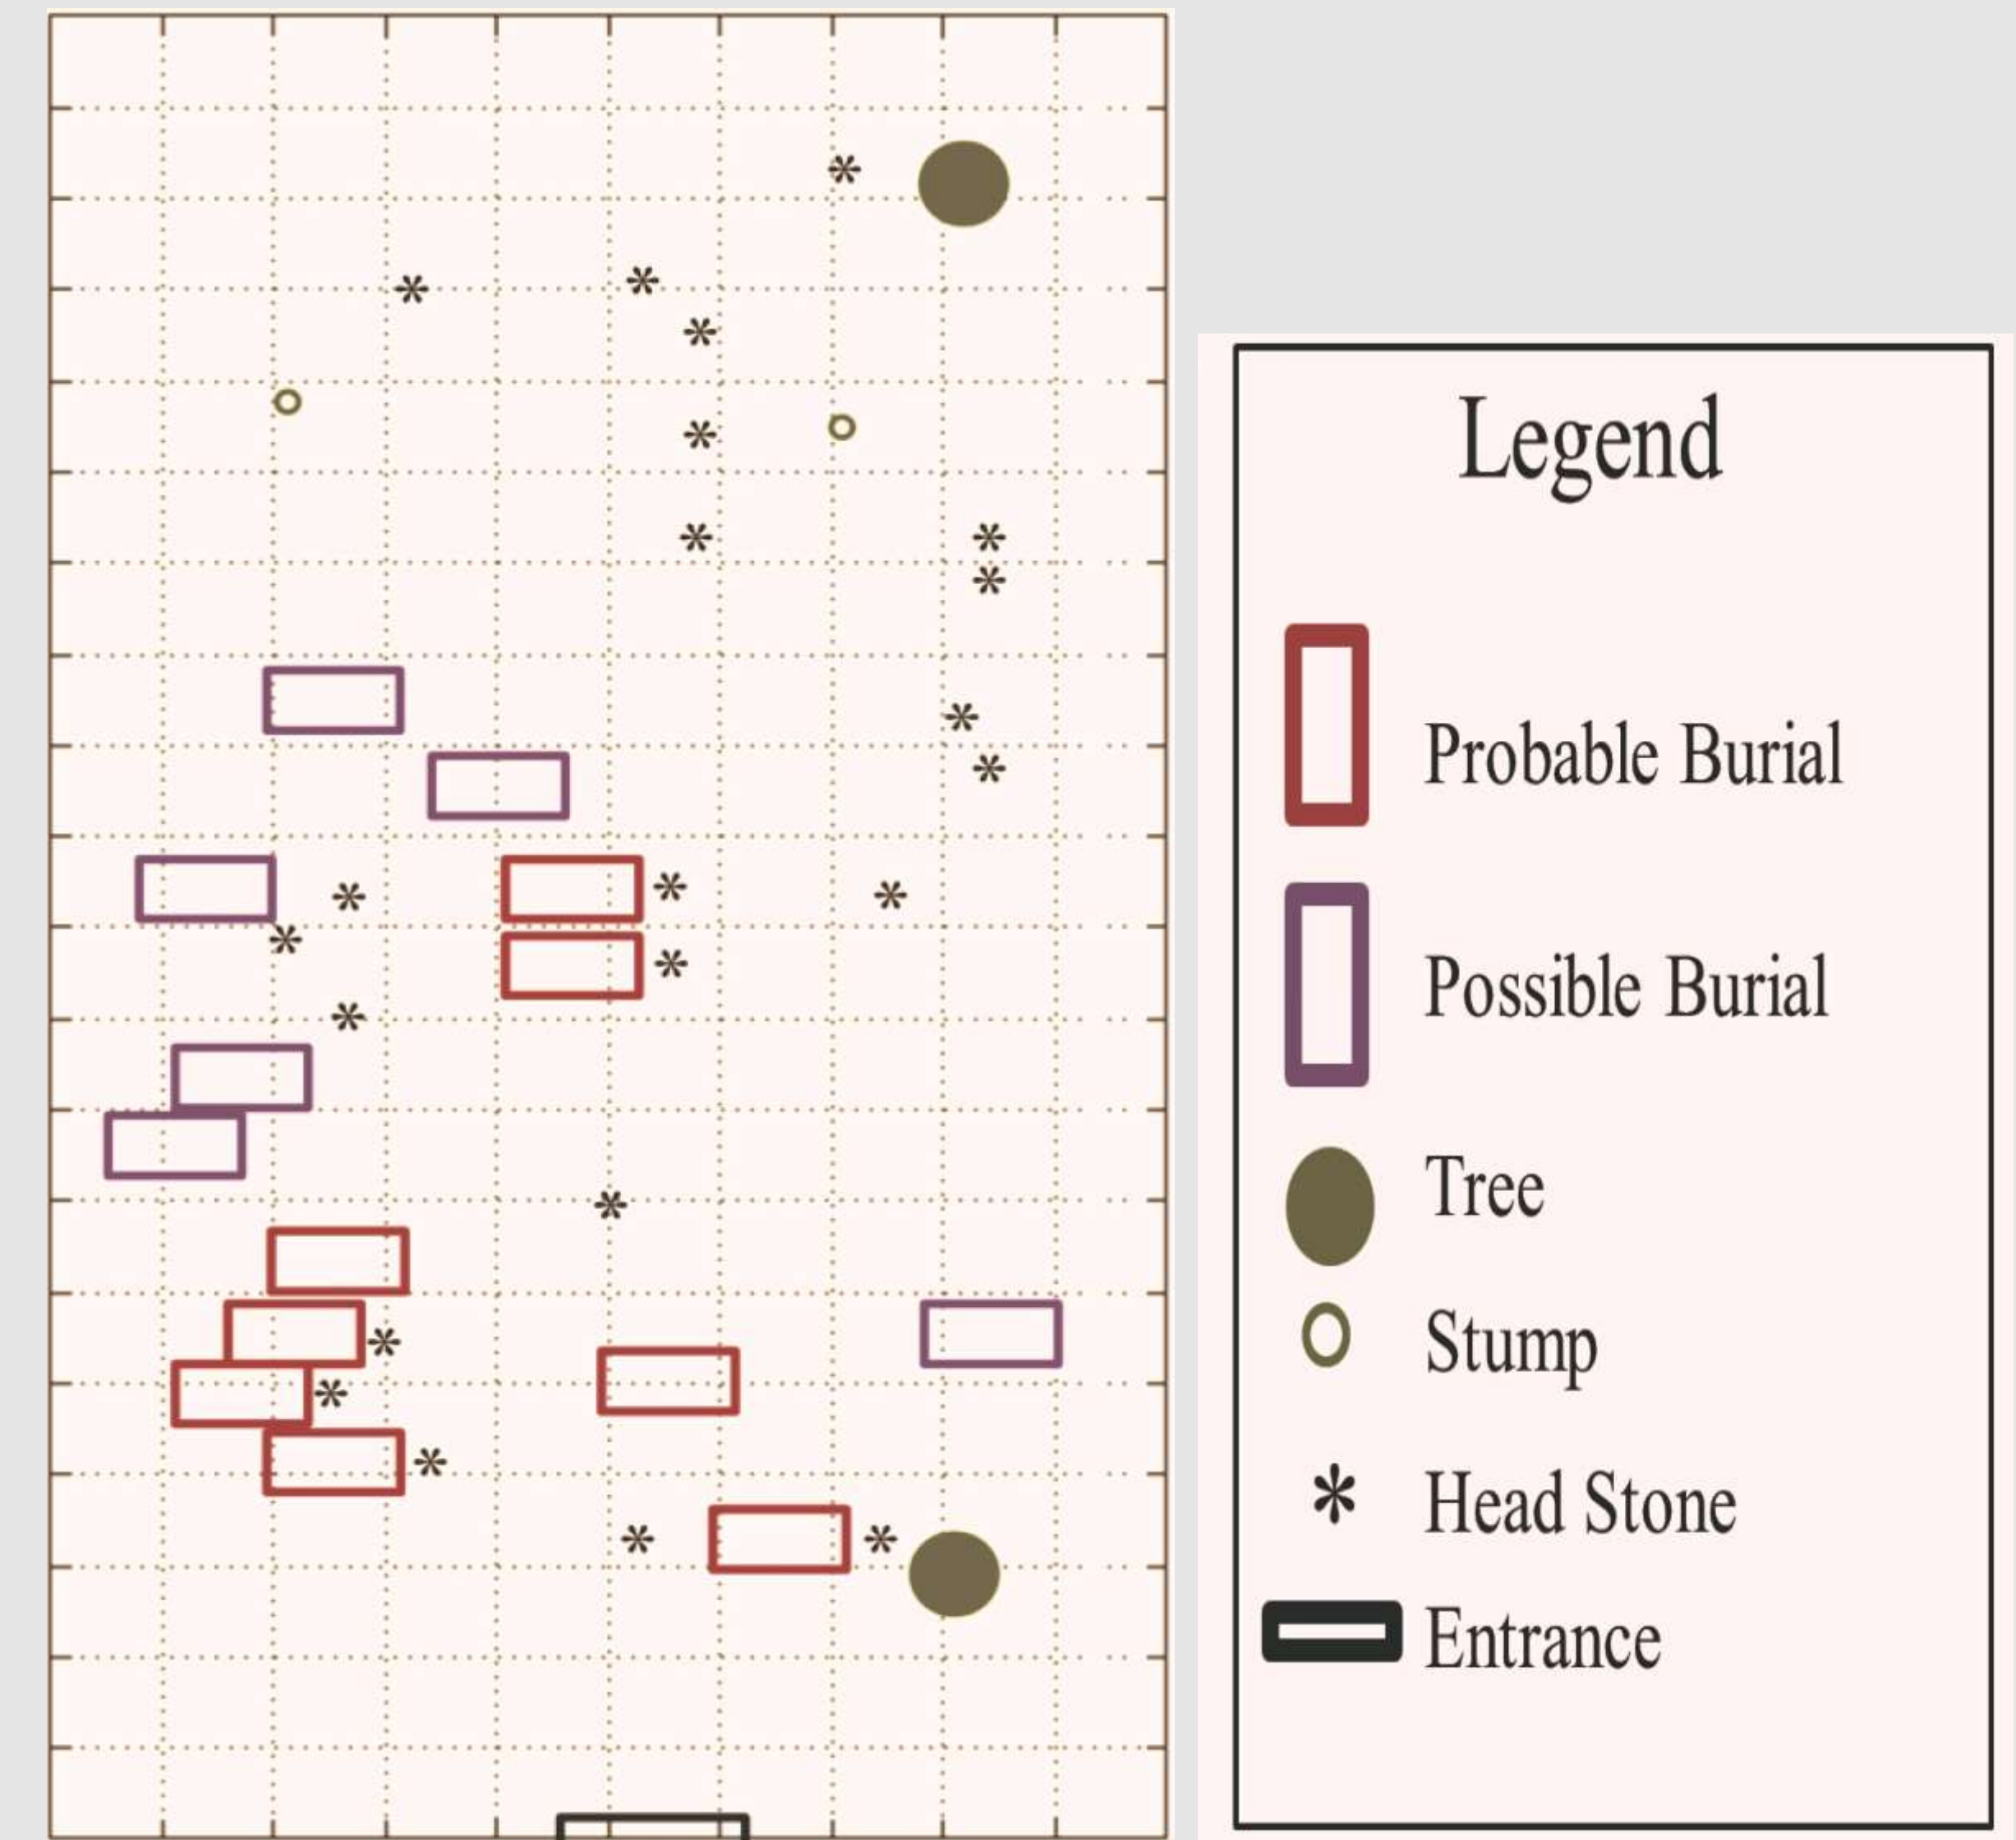 Legend
Probable Burial
Possible Burial
Tree
Stump
Head Stone
Entrance